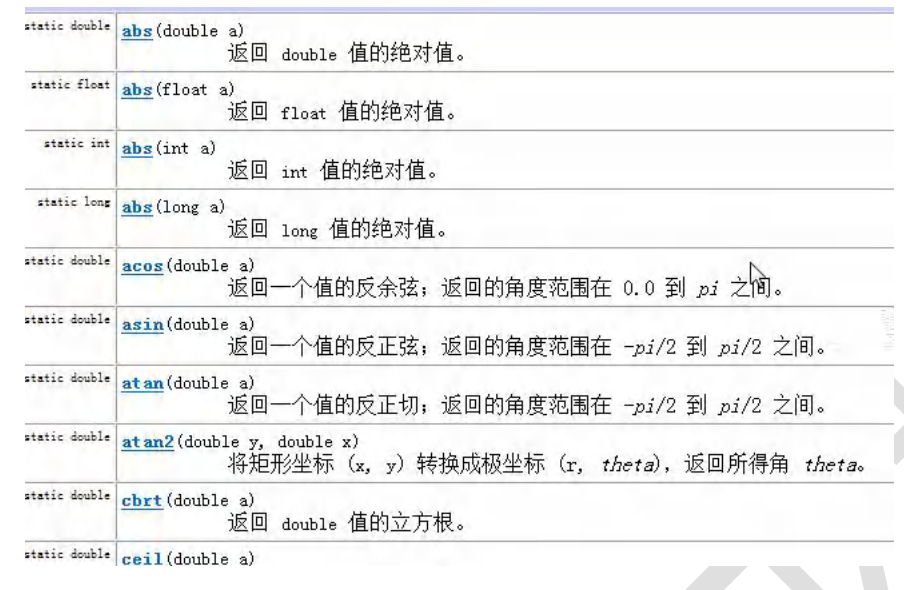 static double abs(double a)
返回 double 值的绝对值。
static float abs(float a)
返回 float 值的绝对值。
static int abs(int a)
返回 int 值的绝对值。
static long abs(long a)
返回 long 值的绝对值。
static double acos(double a)
返回一个值的反余弦；返回的角度范围在 0.0 到 pi 之间。
static double asin(double a)
返回一个值的反正弦；返回的角度范围在 -pi/2 到 pi/2 之间。
static double atan(double a)
返回一个值的反正切；返回的角度范围在 -pi/2 到 pi/2 之间。
static double atan2(double y, double x)
将矩形坐标 (x, y) 转换成极坐标 (r, theta)，返回所得角 theta。
static double cbrt(double a)
返回 double 值的立方根。
static double ceil(double a)